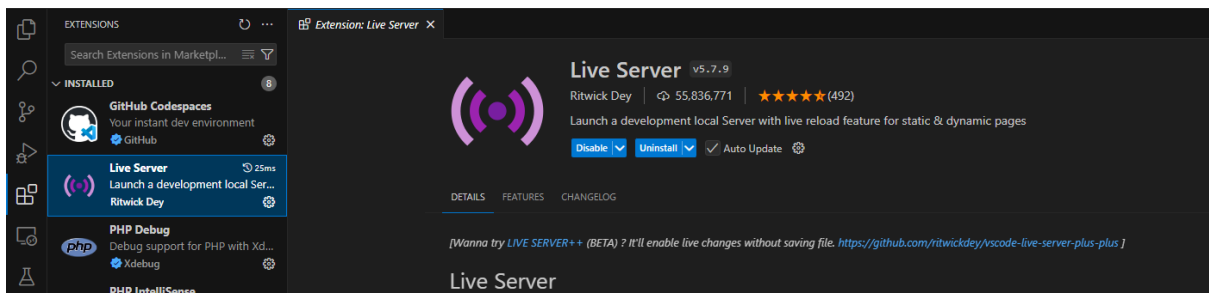 EXTENSIONS
Search Extensions in Marketpl...
INSTALLED
8
GitHub Codespaces
Your instant dev environment
GitHub
Live Server
25ms
Launch a development local Ser...
Ritwick Dey
php
PHP Debug
Debug support for PHP with Xd...
Xdebug
PHP IntelliSense
Extension: Live Server
Live Server v5.7.9
Ritwick Dey 55,836,771 (492)
Launch a development local Server with live reload feature for static & dynamic pages
Disable Uninstall Auto Update
DETAILS FEATURES CHANGELOG
[Wanna try LIVE SERVER++ (BETA) ? It'll enable live changes without saving file. https://github.com/ritwickdey/vscode-live-server-plus-plus ]
Live Server